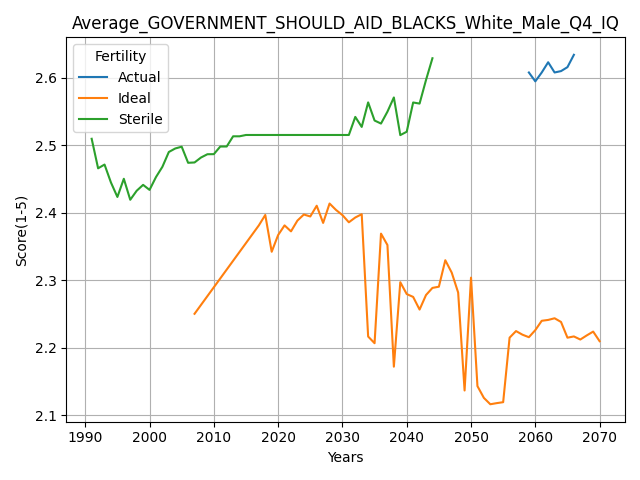 Average_GOVERNMENT_SHOULD_AID_BLACKS_White_Male_Q4_IQ
Fertility
Actual
Ideal
Sterile
Score(1-5)
2.6
2.5
2.4
2.3
2.2
2.1
1990 2000 2010 2020 2030 2040 2050 2060 2070
Years